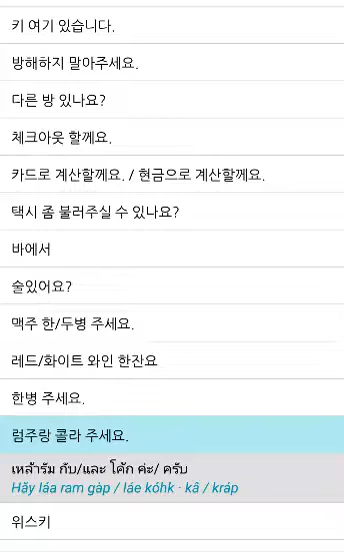 키 여기 있습니다.
방해하지 말아주세요.
다른 방 있나요?
체크아웃 할께요.
카드로 계산할께요. / 현금으로 계산할께요.
택시 좀 불러주실 수 있나요?
바에서
술있어요?
맥주 한/두병 주세요.
레드/화이트 와인 한잔요
한병 주세요.
럼주랑 콜라 주세요.
เหล้ารัม กับ/และ โค้ก ค่ะ/ ครับ
Hãy láa ram gàp / láe kóhk · kâ / kráp
위스키